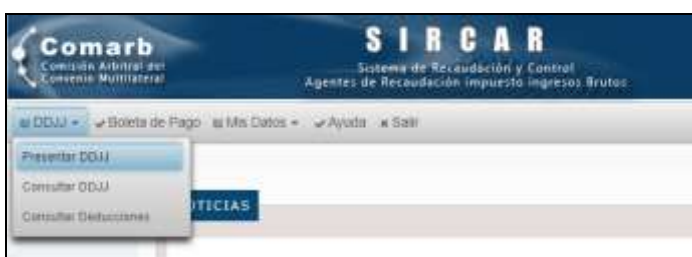 Comarb
Comisión Arbitral del
Convenio Multilateral
SIRCAR
Sistema de Recaudación y Control
Agentes de Recaudación impuesto ingresos Brutos
DDJJ Boleta de Pago Mis Datos Ayuda Salir
Presentar DDJJ
Consultar DDJJ
Consultar Deducciones
OTICIAS